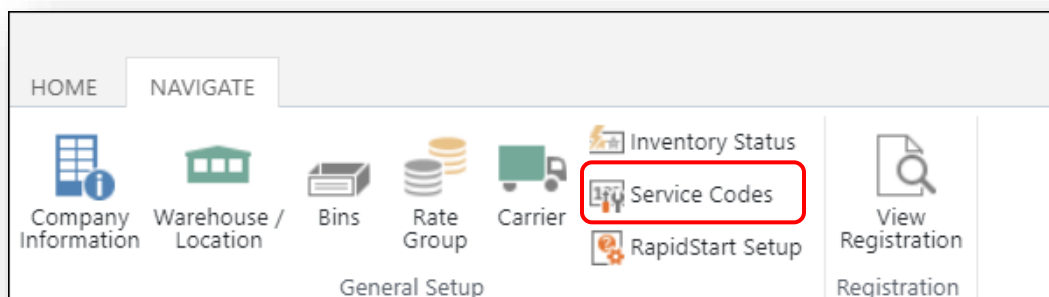 HOME NAVIGATE
Company
Information
Warehouse /
Location
Bins
Rate
Group
Carrier
Inventory Status
Service Codes
RapidStart Setup
General Setup
View
Registration
Registration